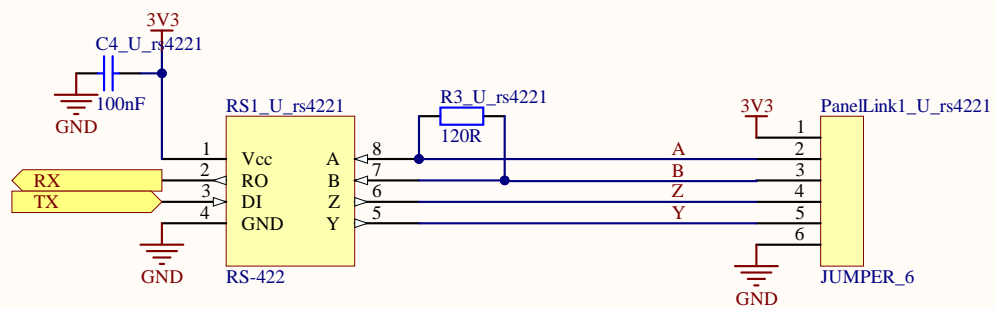 3V3
C4_U_rs4221
100nF
GND
RS1_U_rs4221
R3_U_rs4221
120R
3V3
PanelLink1_U_rs4221
1 Vcc A 8 A 1
RX 2 RO B 7 B 2
TX 3 DI Z 6 Z 3
4 GND Y 5 Y 4
5
6
GND
RS-422
GND
JUMPER_6